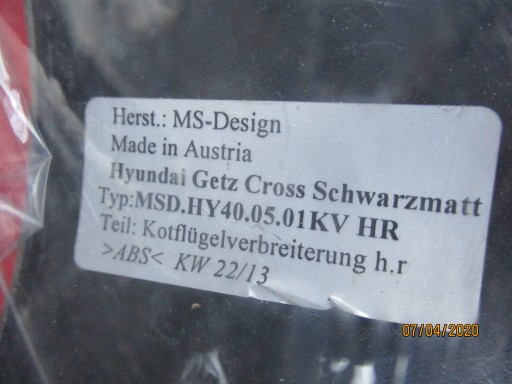 Herst.: MS-Design
Made in Austria
Hyundai Getz Cross Schwarzmatt
Typ:MSD.HY40.05.01KV HR
Teil: Kotflügelverbreiterung h.r
>ABS< KW 22/13
07/04/2020